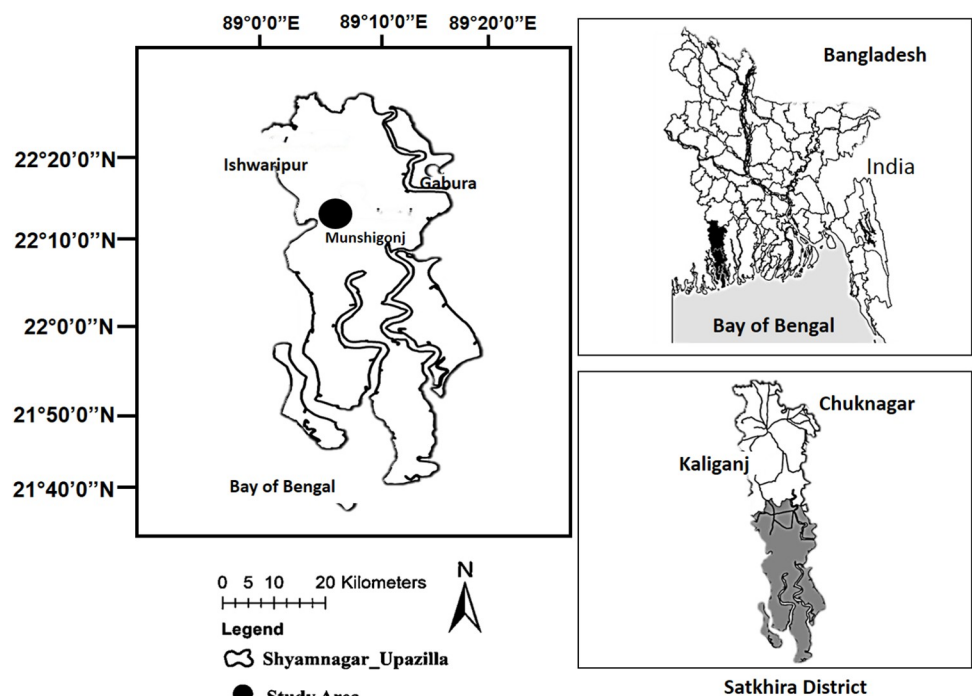 89°0’0”E 89°10’0”E 89°20’0”E
22°20’0”N
22°10’0”N
22°0’0”N
21°50’0”N
21°40’0”N
Ishwaripur
Gabura
Munshigonj
Bay of Bengal
0 5 10 20 Kilometers
N
Legend
Shyamnagar_Upazilla
Study Area
Bangladesh
India
Bay of Bengal
Chuknagar
Kaliganj
Satkhira District